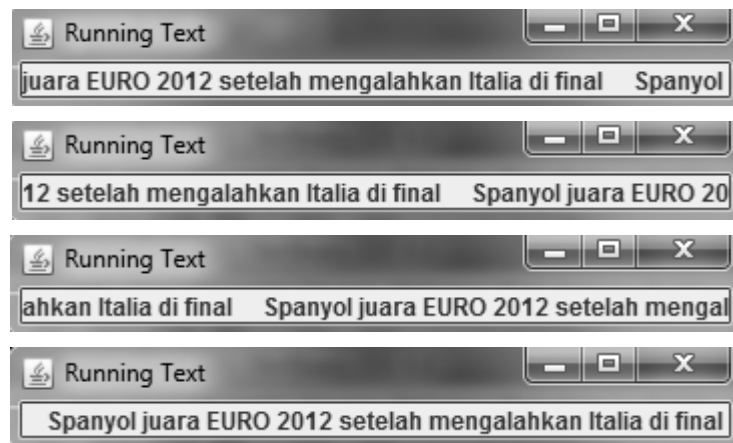 Running Text
juara EURO 2012 setelah mengalahkan Italia di final Spanyol
Running Text
12 setelah mengalahkan Italia di final Spanyol juara EURO 20
Running Text
ahkan Italia di final Spanyol juara EURO 2012 setelah mengal
Running Text
Spanyol juara EURO 2012 setelah mengalahkan Italia di final